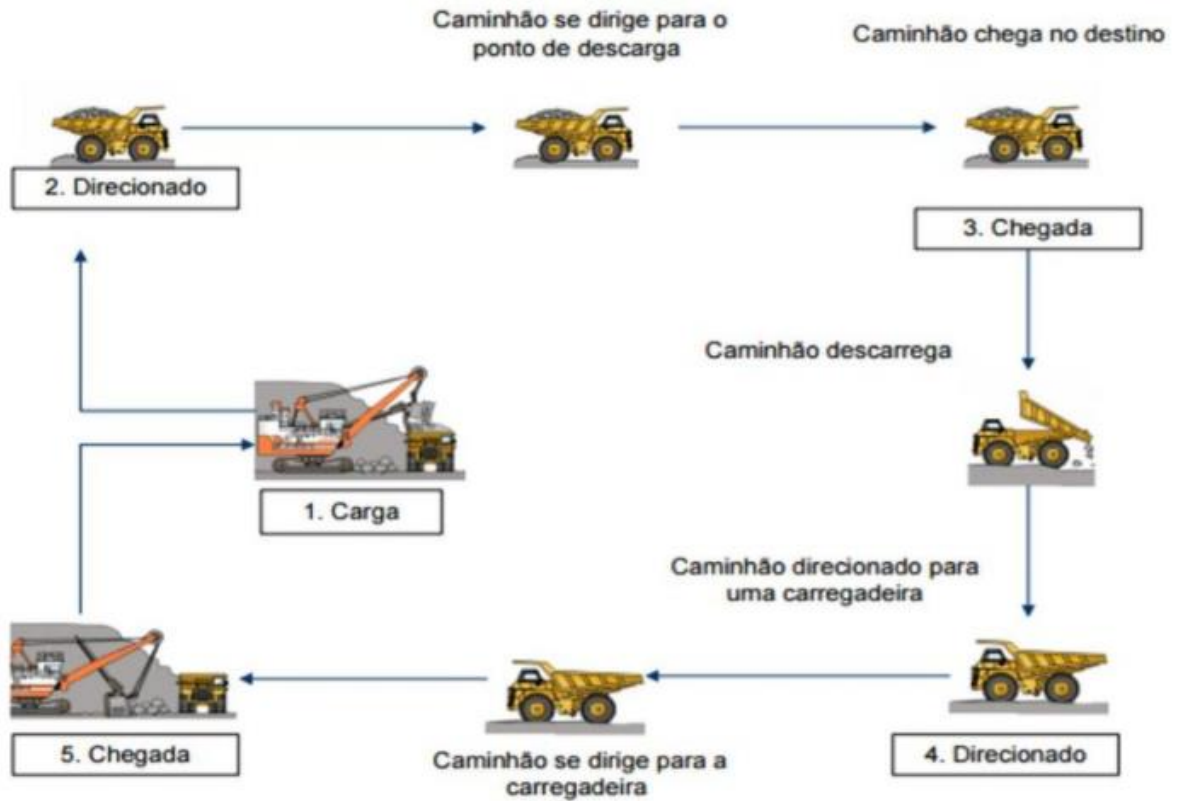 Caminhão se dirige para o
ponto de descarga
Caminhão chega no destino
2. Direcionado
3. Chegada
Caminhão descarrega
1. Carga
Caminhão direcionado para
uma carregadeira
5. Chegada
Caminhão se dirige para a
carregadeira
4. Direcionado